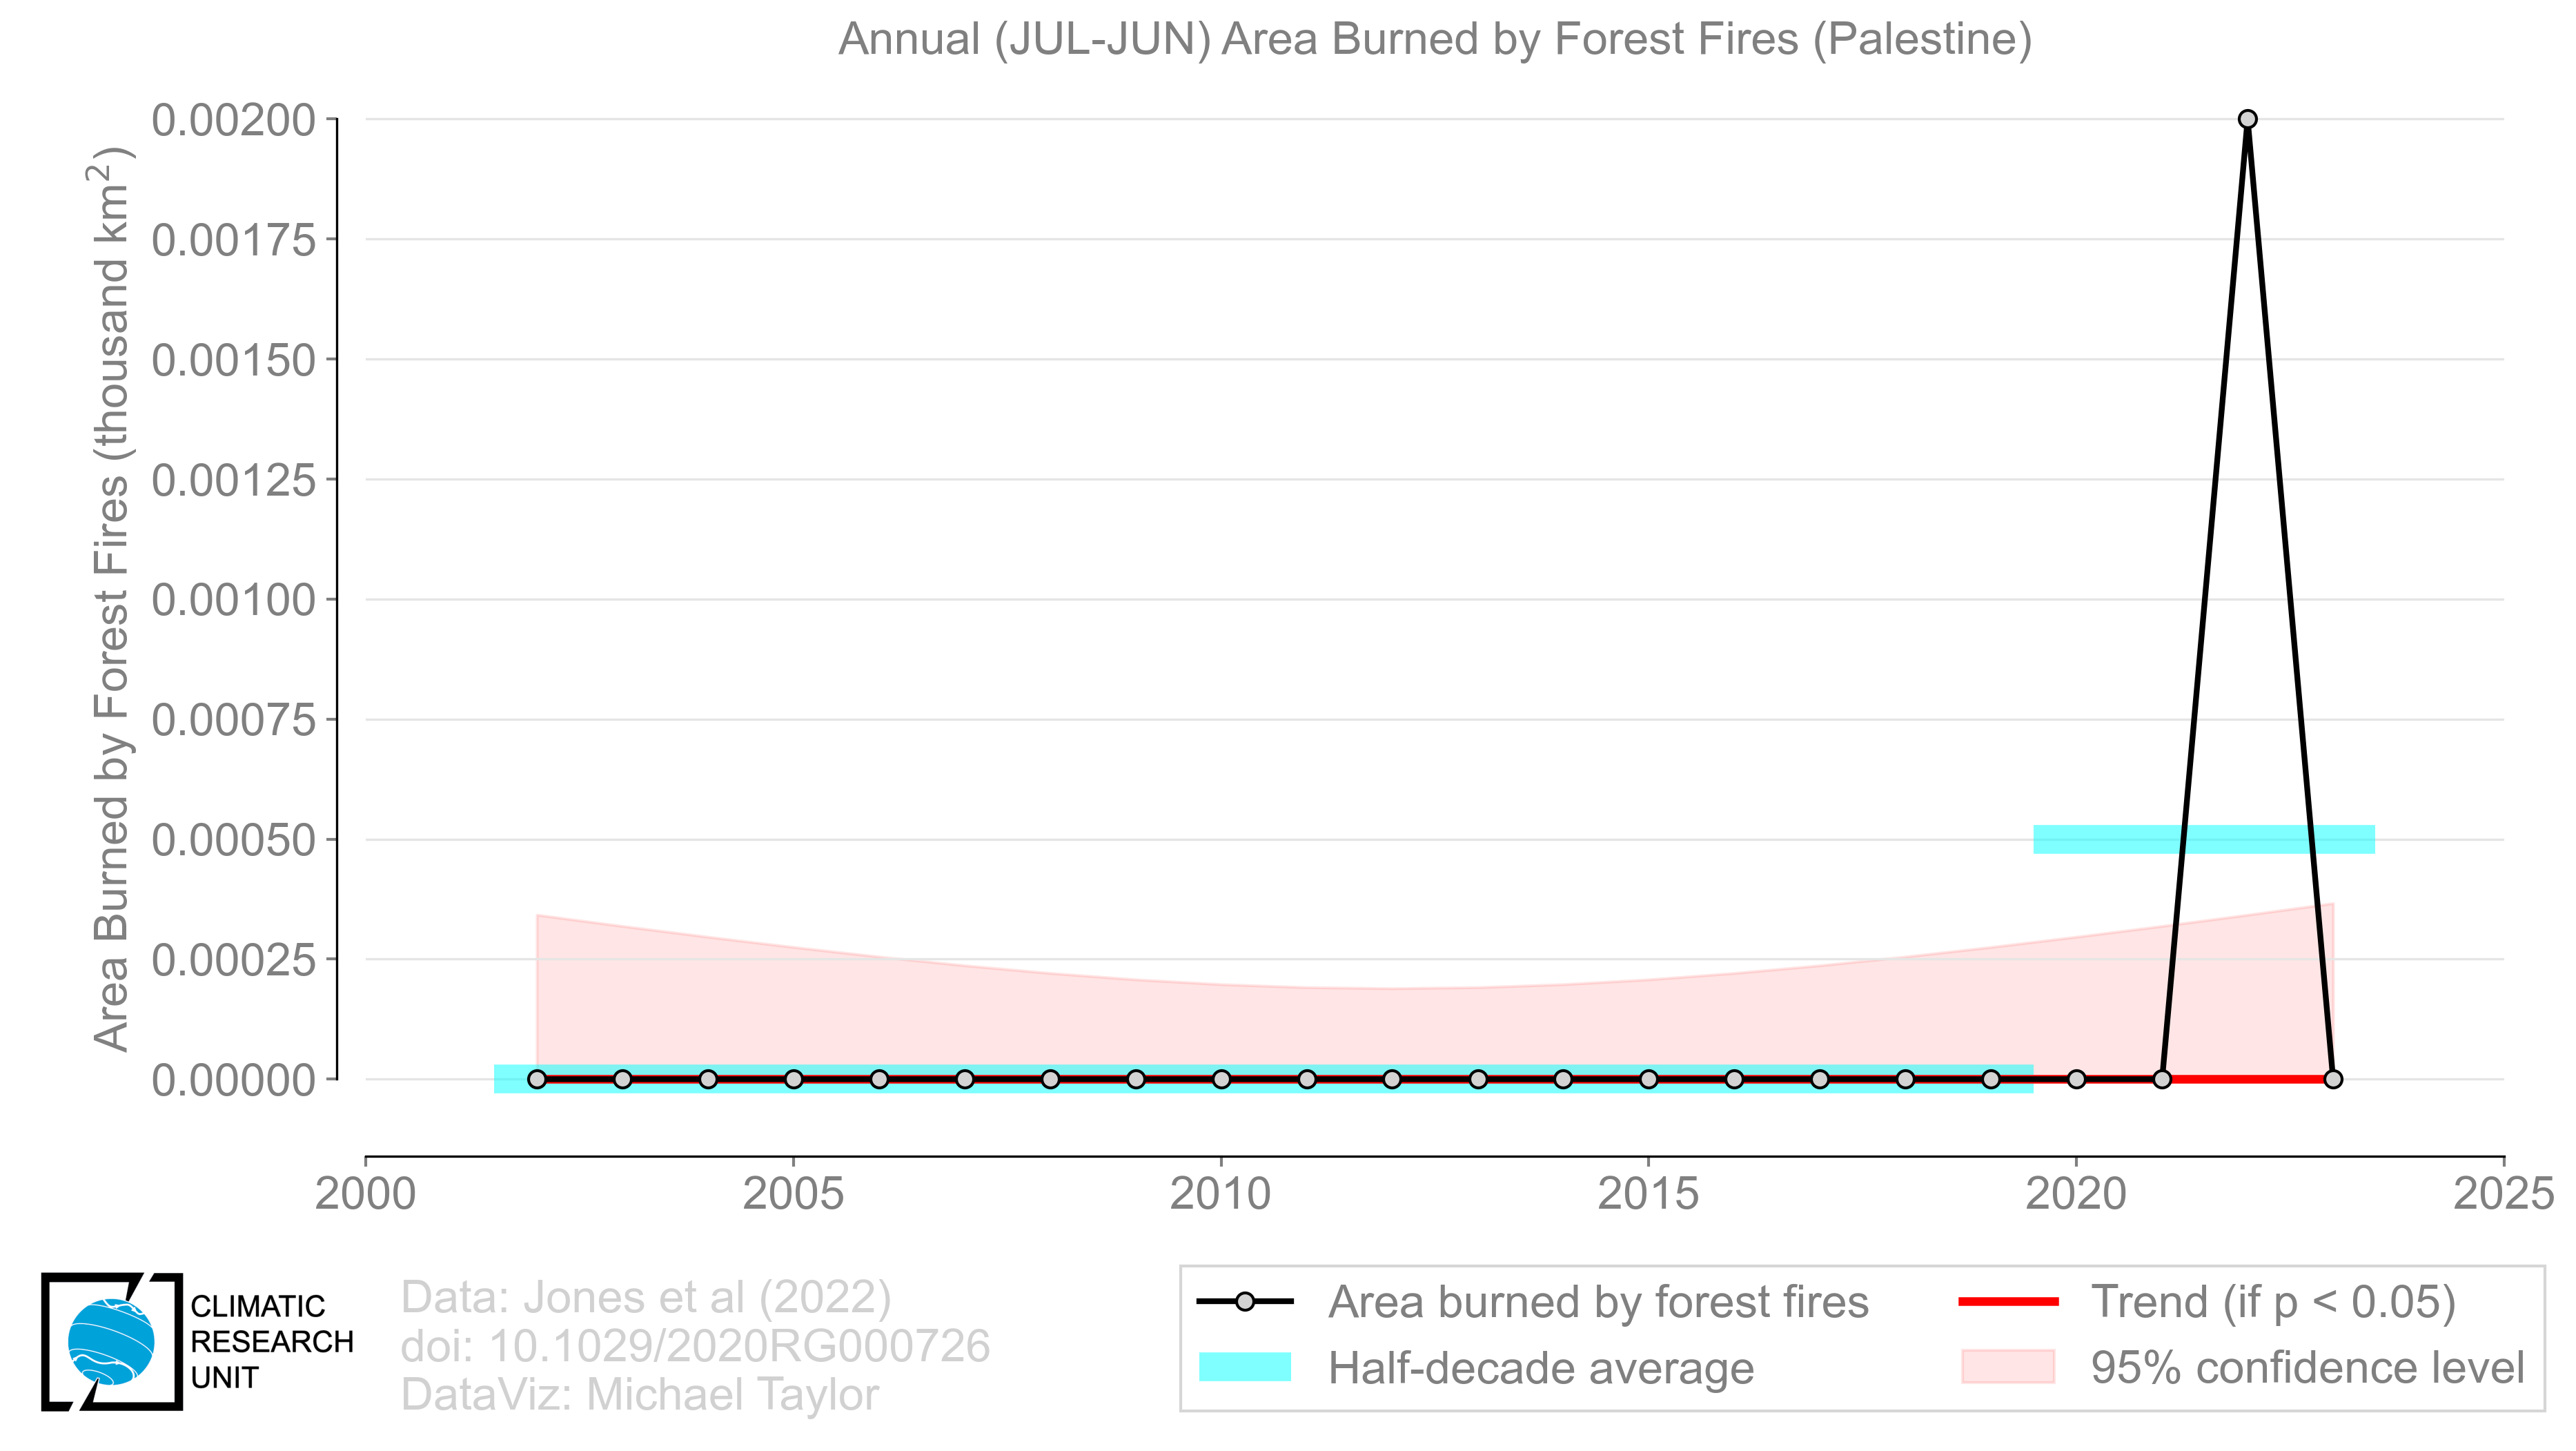 Annual (JUL-JUN) Area Burned by Forest Fires (Palestine)
Area Burned by Forest Fires (thousand km²)
0.00200
0.00175
0.00150
0.00125
0.00100
0.00075
0.00050
0.00025
0.00000
2000 2005 2010 2015 2020 2025
CLIMATIC
RESEARCH
UNIT
Data: Jones et al (2022)
doi: 10.1029/2020RG000726
DataViz: Michael Taylor
Area burned by forest fires
Half-decade average
Trend (if p < 0.05)
95% confidence level